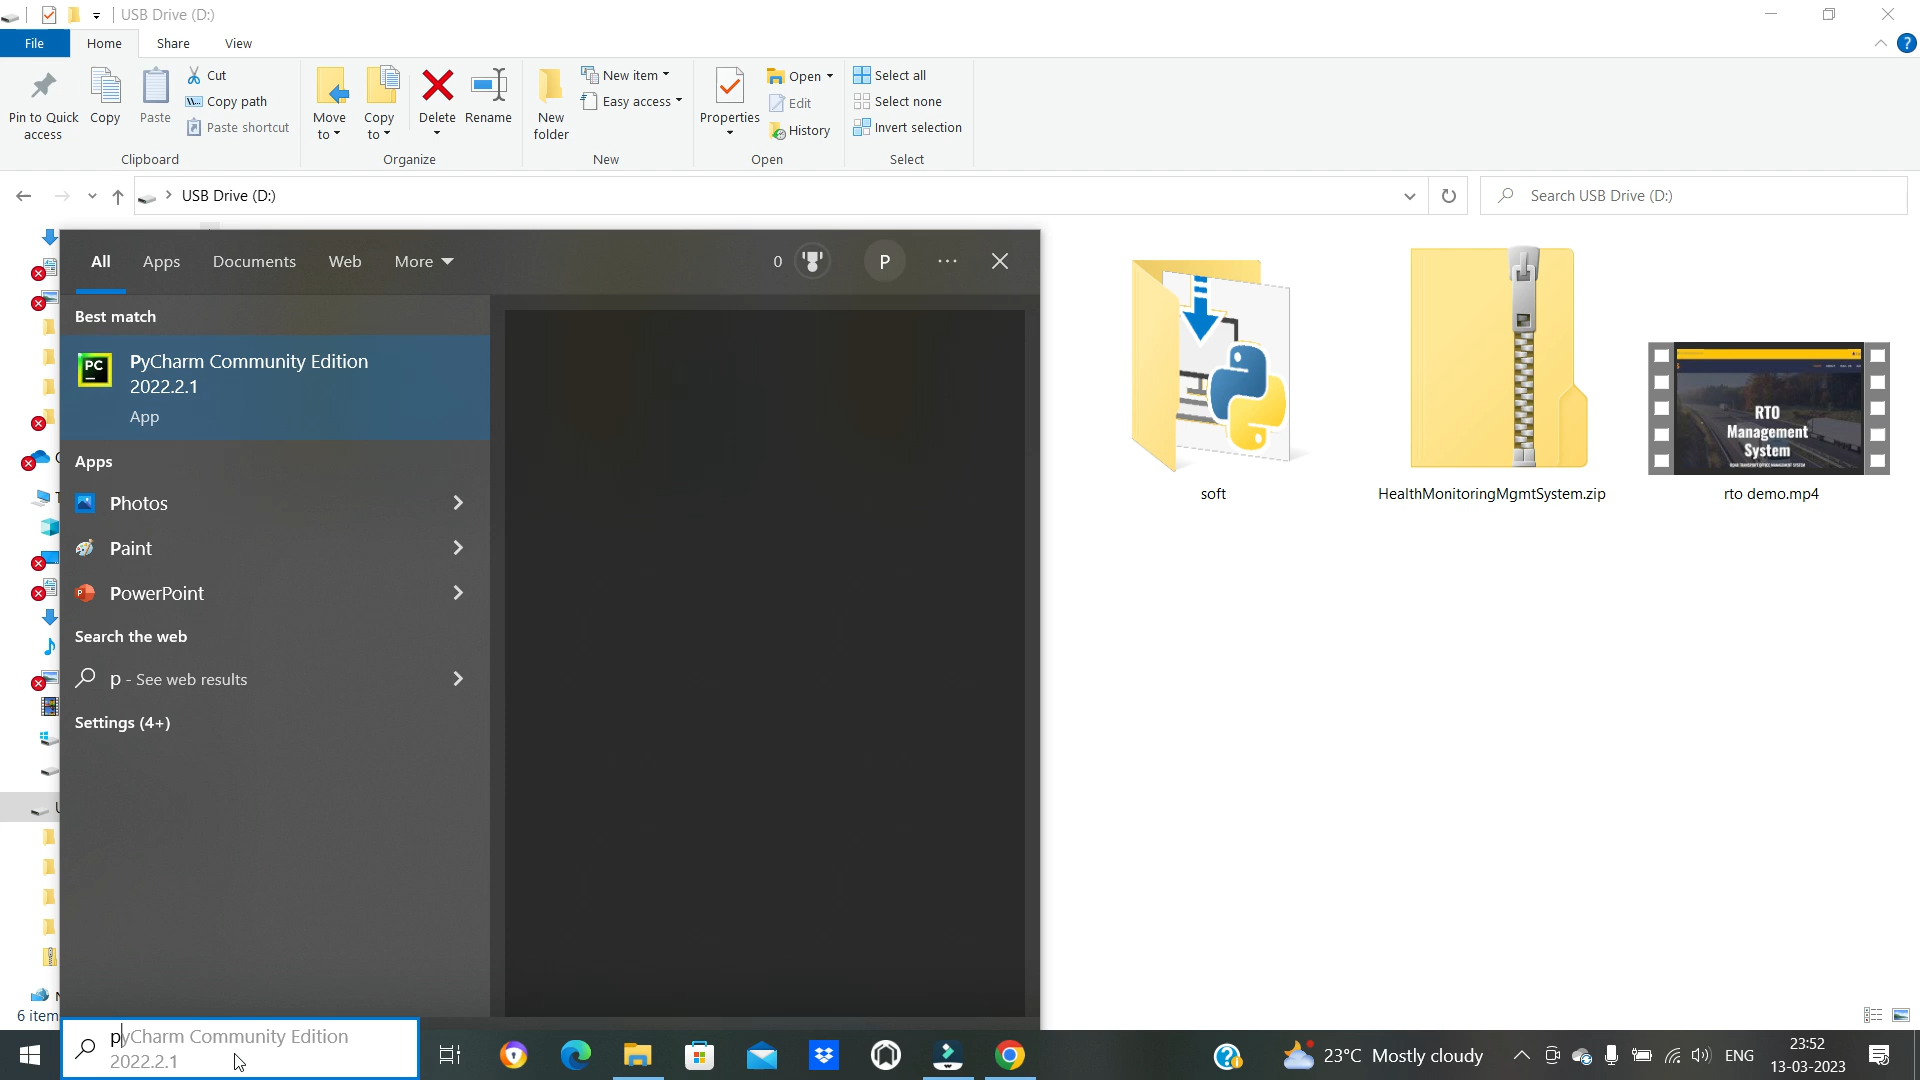 USB Drive (D:)
File
Home
Share
View
Pin to Quick
access
Copy
Paste
Cut
Copy path
Paste shortcut
Clipboard
Move
to
Copy
to
Delete
Rename
Organize
New
folder
New item
Easy access
New
Properties
Open
Edit
History
Open
Select all
Select none
Invert selection
Select
USB Drive (D:)
Search USB Drive (D:)
All
Apps
Documents
Web
More
0
P
Best match
PC
PyCharm Community Edition
2022.2.1
App
Apps
Photos
Paint
PowerPoint
Search the web
p - See web results
Settings (4+)
soft
HealthMonitoringMgmtSystem.zip
RTO
Management
System
rto demo.mp4
6 item
pyCharm Community Edition
2022.2.1
23°C Mostly cloudy
ENG
23:52
13-03-2023